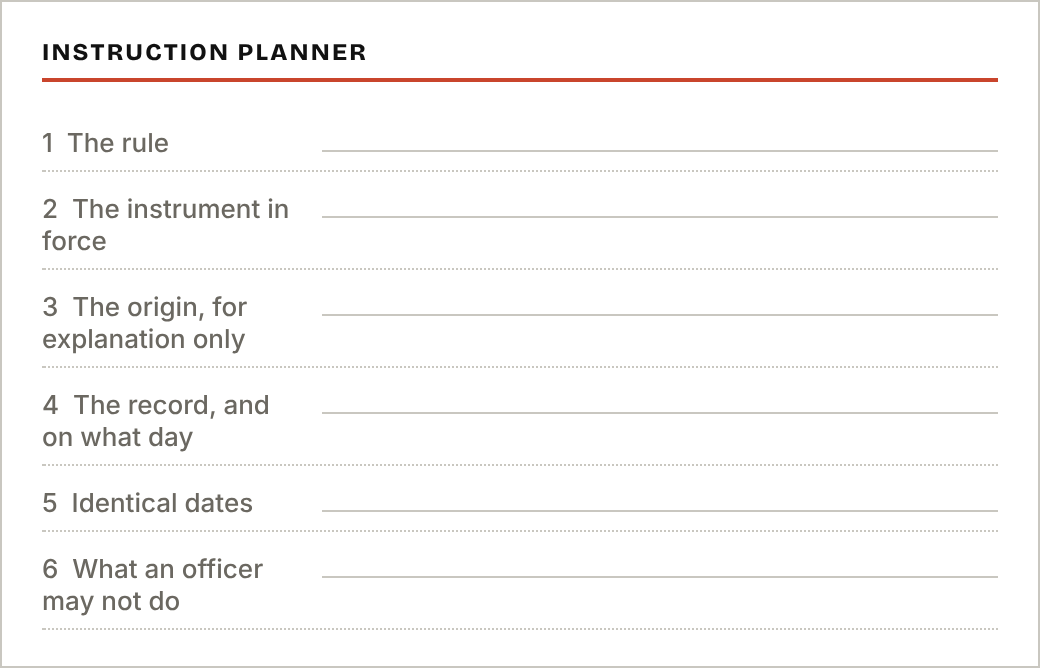 INSTRUCTION PLANNER
1 The rule
2 The instrument in
force
3 The origin, for
explanation only
4 The record, and
on what day
5 Identical dates
6 What an officer
may not do